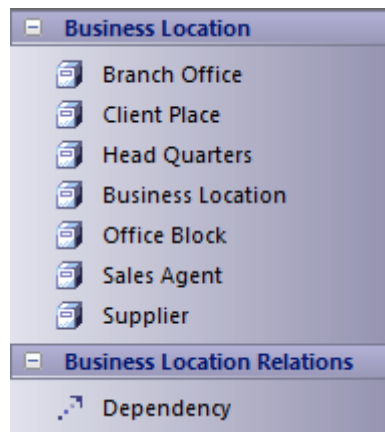 Business Location
Branch Office
Client Place
Head Quarters
Business Location
Office Block
Sales Agent
Supplier
Business Location Relations
Dependency